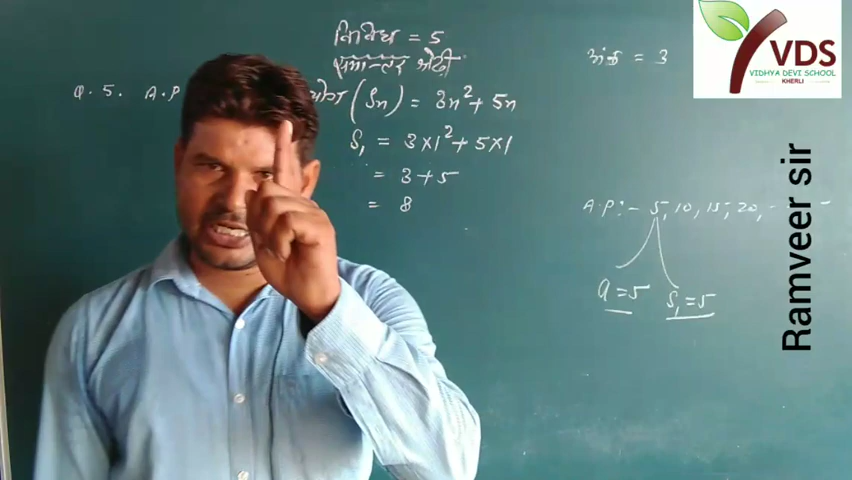 विविध = 5
समान्तर श्रेढ़ी
अंक = 3
Q. 5. A.P योग (Sn) = 3n² + 5n
S₁ = 3×1² + 5×1
= 3+5
= 8
A.P:- 5, 10, 15, 20, - - -
a = 5 S₁ = 5
VDS
VIDHYA DEVI SCHOOL
KHERLI
Ramveer sir